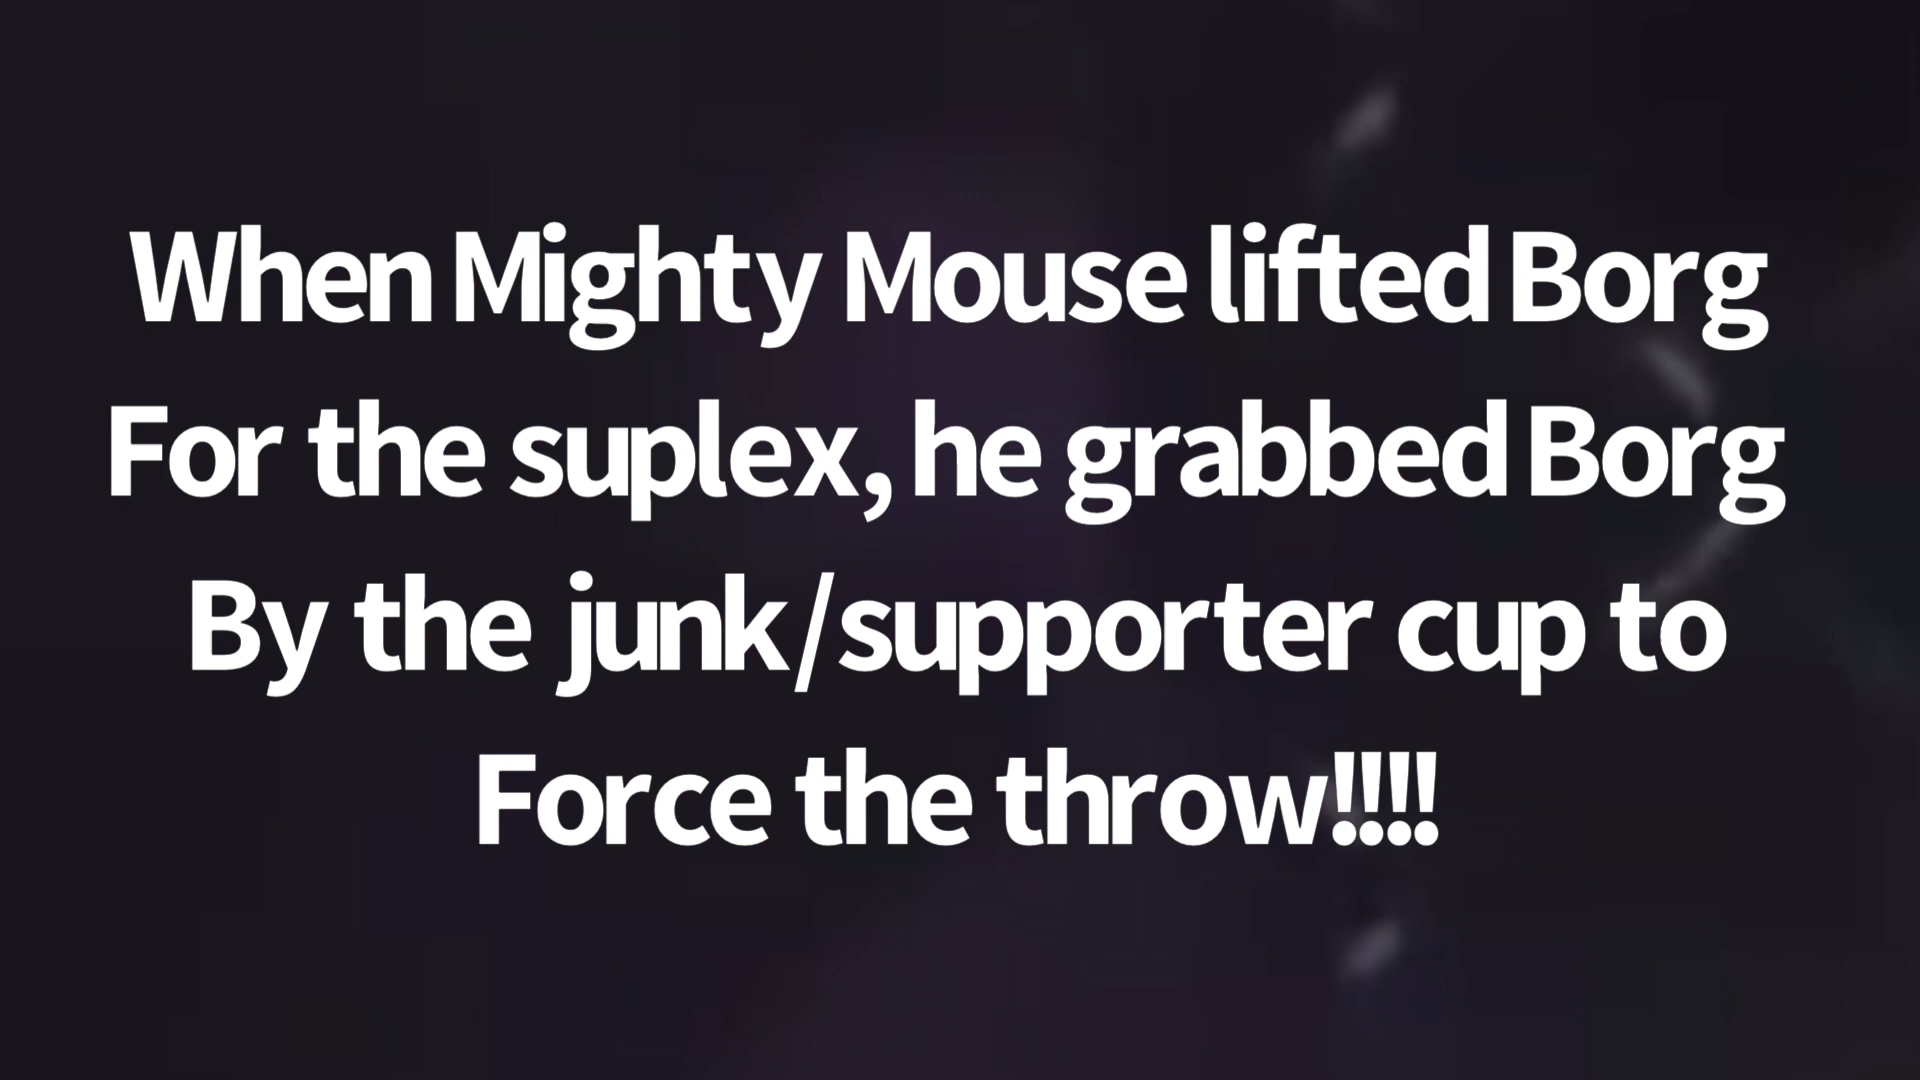 When Mighty Mouse lifted Borg
For the suplex, he grabbed Borg
By the junk/supporter cup to
Force the throw!!!!